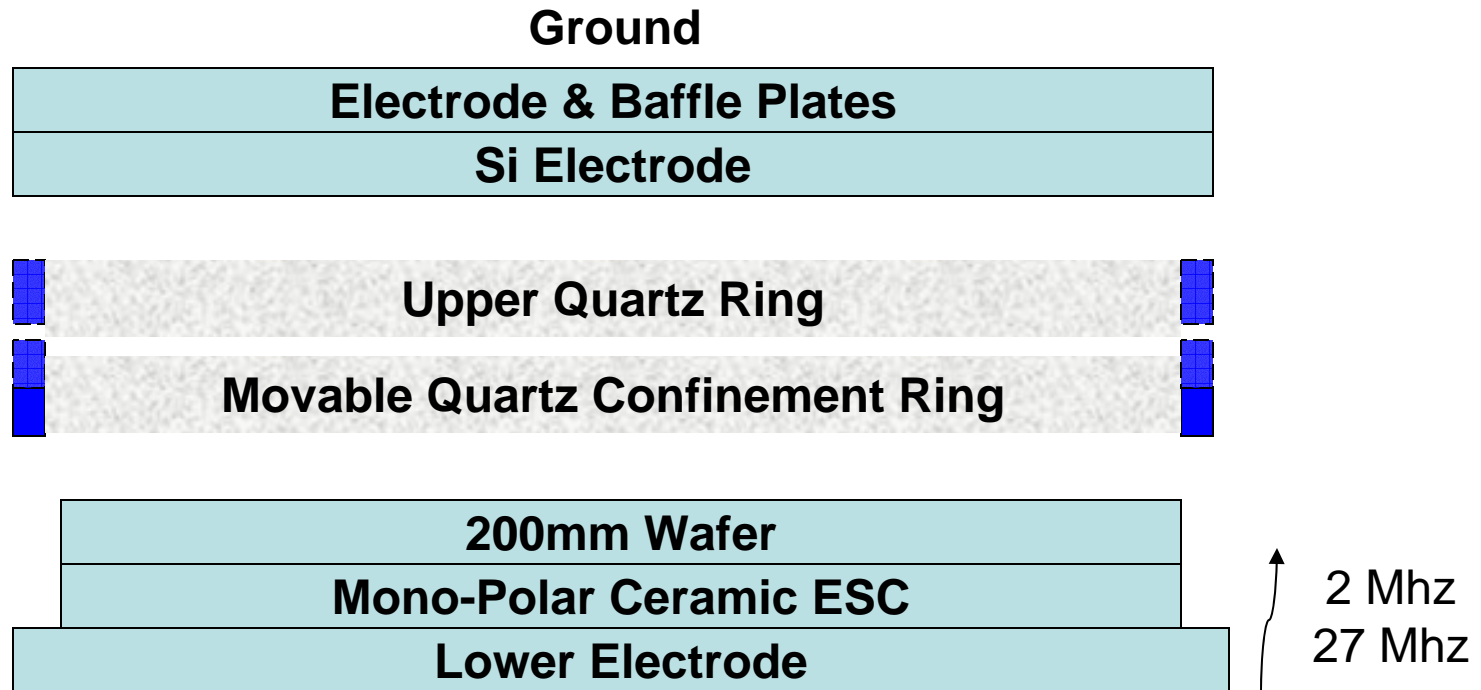 Ground
Electrode & Baffle Plates
Si Electrode
Upper Quartz Ring
Movable Quartz Confinement Ring
200mm Wafer
Mono-Polar Ceramic ESC
2 Mhz
27 Mhz
Lower Electrode